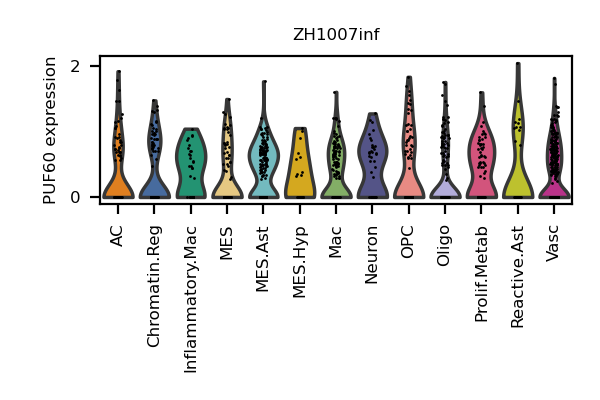 ZH1007inf
PUF60 expression
2
0
AC
Chromatin.Reg
Inflammatory.Mac
MES
MES.Ast
MES.Hyp
Mac
Neuron
OPC
Oligo
Prolif.Metab
Reactive.Ast
Vasc